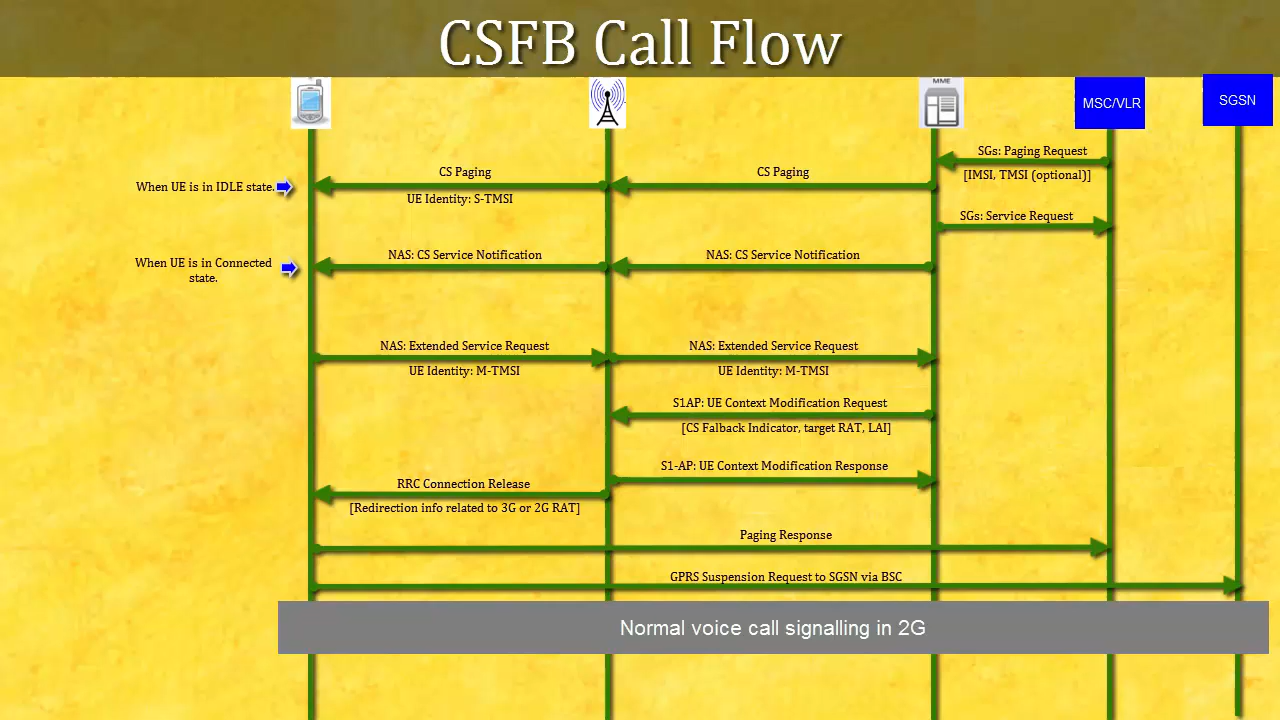 CSFB Call Flow
MME
MSC/VLR
SGSN
SGs: Paging Request
[IMSI, TMSI (optional)]
CS Paging
CS Paging
When UE is in IDLE state.
UE Identity: S-TMSI
SGs: Service Request
NAS: CS Service Notification
NAS: CS Service Notification
When UE is in Connected
state.
NAS: Extended Service Request
NAS: Extended Service Request
UE Identity: M-TMSI
UE Identity: M-TMSI
S1AP: UE Context Modification Request
[CS Falback Indicator, target RAT, LAI]
S1-AP: UE Context Modification Response
RRC Connection Release
[Redirection info related to 3G or 2G RAT]
Paging Response
GPRS Suspension Request to SGSN via BSC
Normal voice call signalling in 2G